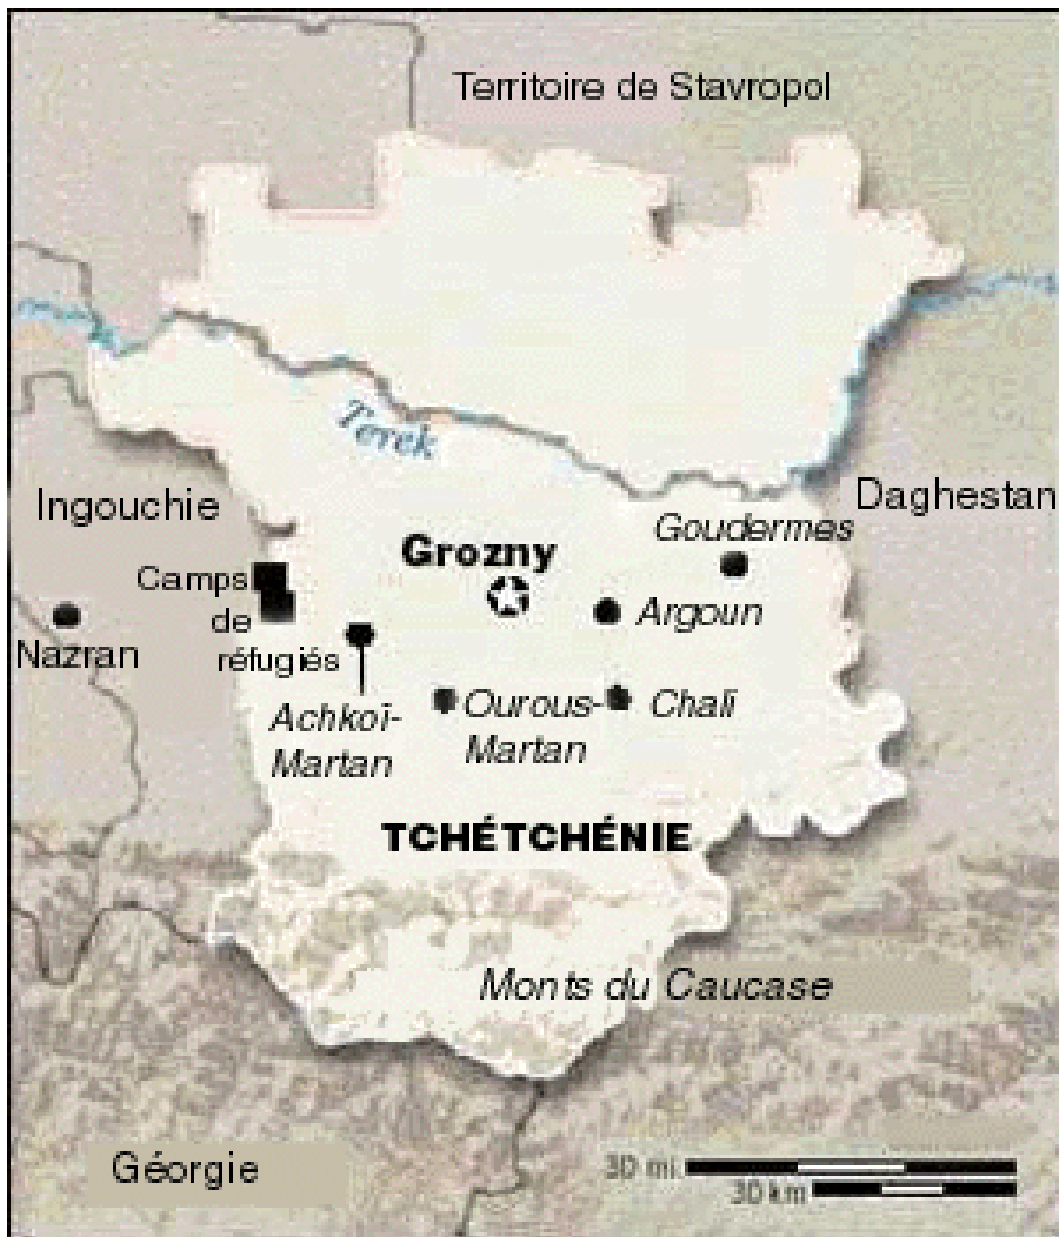 Territoire de Stavropol
Terek
Ingouchie
Daghestan
Goudermes
Grozny
Camps
de
réfugiés
Argoun
Nazran
Achkoï-
Martan
Ourous-
Martan
Chali
TCHÉTCHÉNIE
Monts du Caucase
Géorgie
30 mi.
30 km